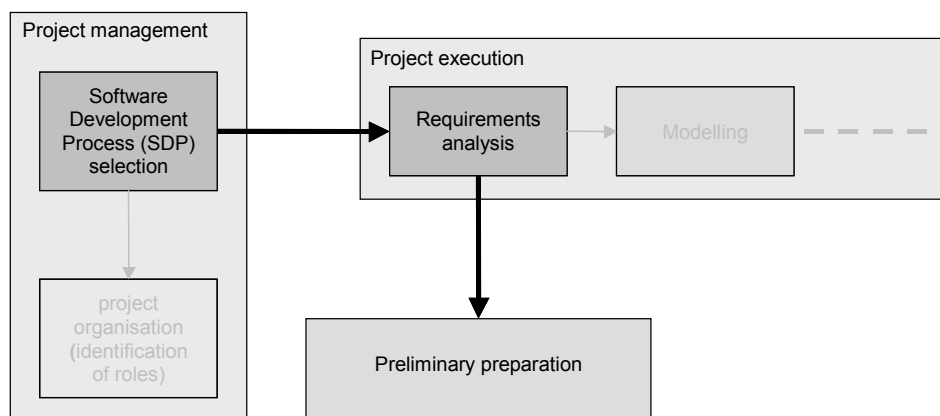 Project management
Software
Development
Process (SDP)
selection
project
organisation
(identification
of roles)
Project execution
Requirements
analysis
Modelling
Preliminary preparation